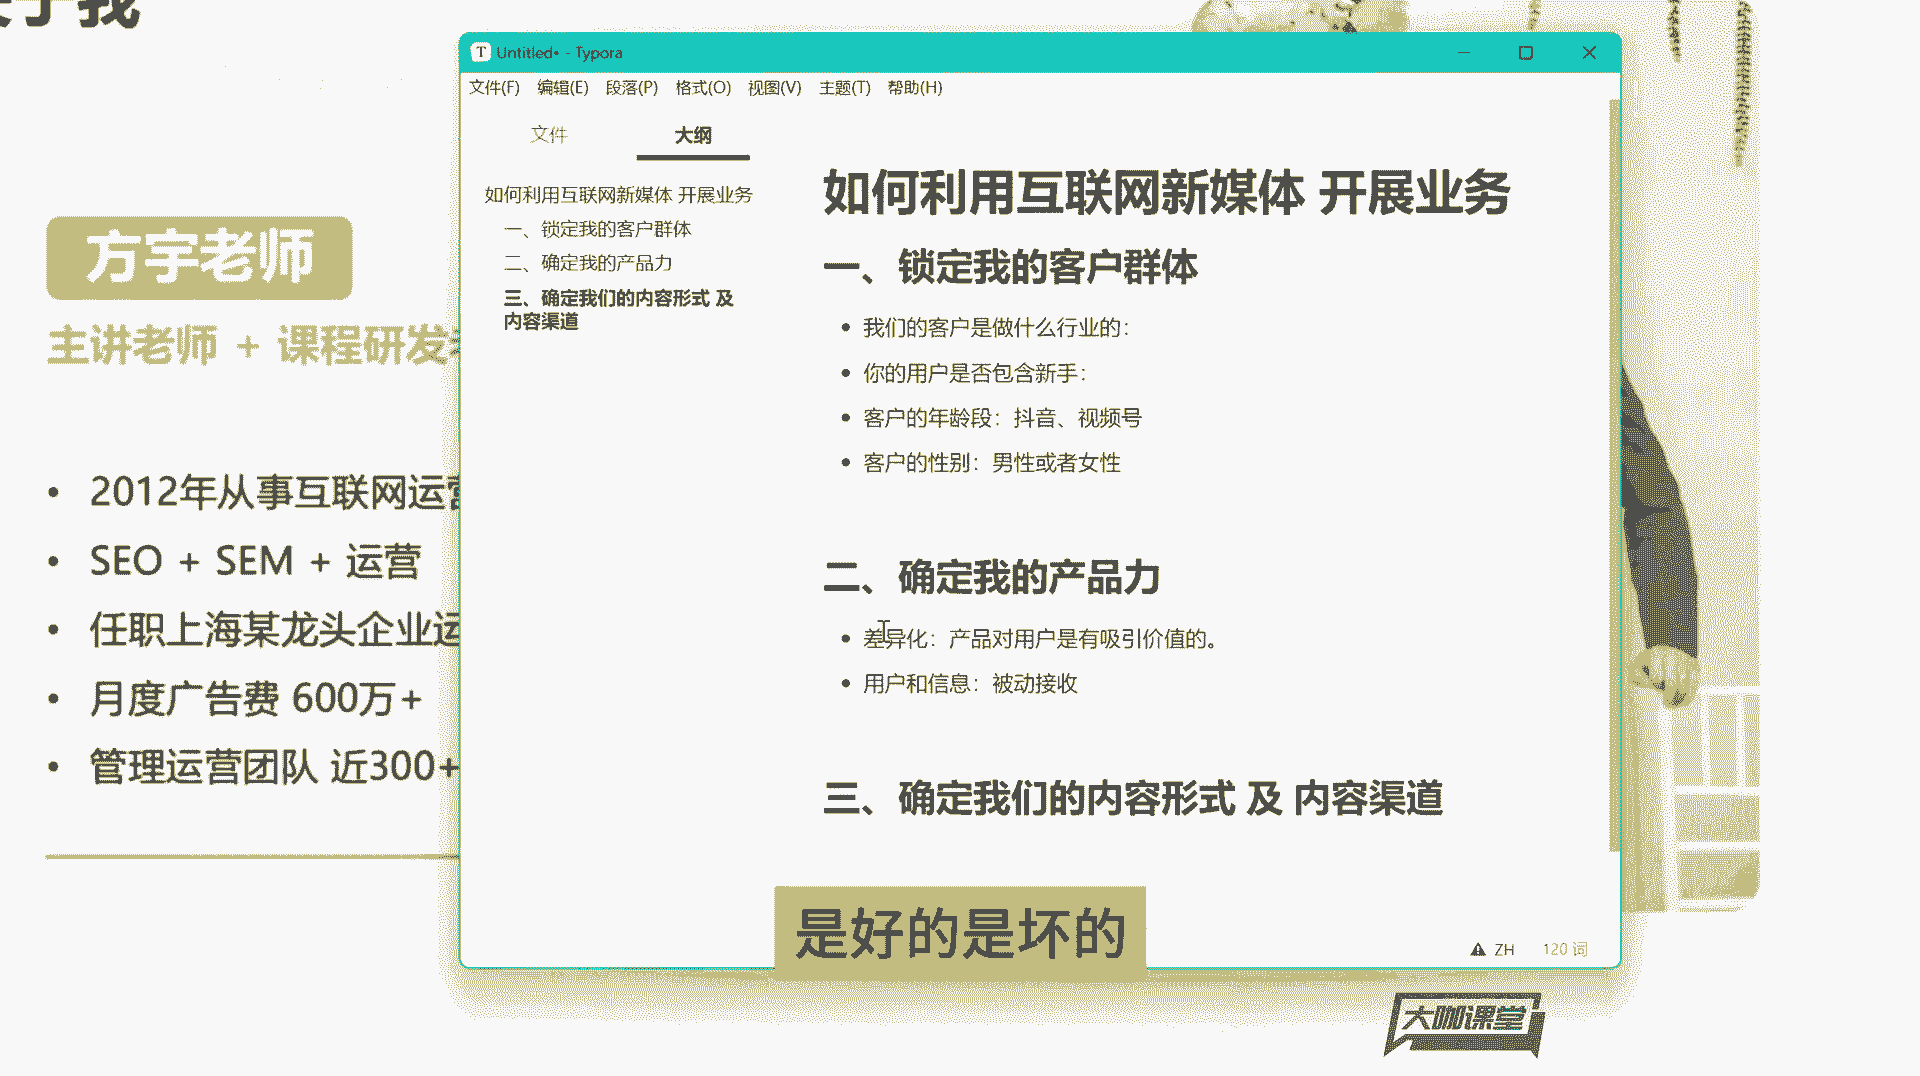 于我
方宇老师
主讲老师 + 课程研发
2012年从事互联网运营
SEO + SEM + 运营
任职上海某龙头企业运
月度广告费 600万+
管理运营团队 近300+
Untitled• - Typora
文件(F) 编辑(E) 段落(P) 格式(O) 视图(V) 主题(T) 帮助(H)
文件 大纲
如何利用互联网新媒体 开展业务
一、锁定我的客户群体
二、确定我的产品力
三、确定我们的内容形式 及
内容渠道
如何利用互联网新媒体 开展业务
一、锁定我的客户群体
我们的客户是做什么行业的：
你的用户是否包含新手：
客户的年龄段：抖音、视频号
客户的性别：男性或者女性
二、确定我的产品力
差异化：产品对用户是有吸引价值的。
用户和信息：被动接收
三、确定我们的内容形式 及 内容渠道
是好的是坏的
ZH 120 词
大咖课堂